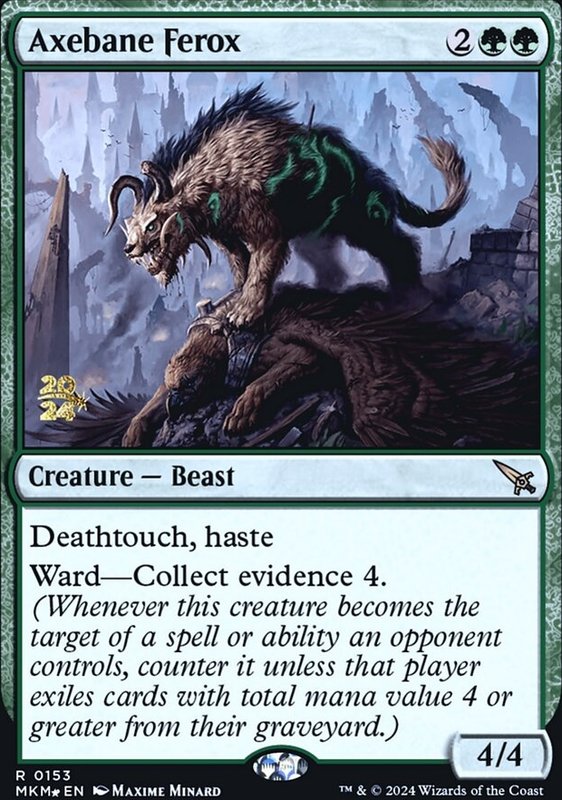 Axebane Ferox 2
20
24
Creature — Beast
Deathtouch, haste
Ward—Collect evidence 4.
(Whenever this creature becomes the
target of a spell or ability an opponent
controls, counter it unless that player
exiles cards with total mana value 4 or
greater from their graveyard.)
4/4
R 0153
MKM★EN Maxime Minard ™ & © 2024 Wizards of the Coast